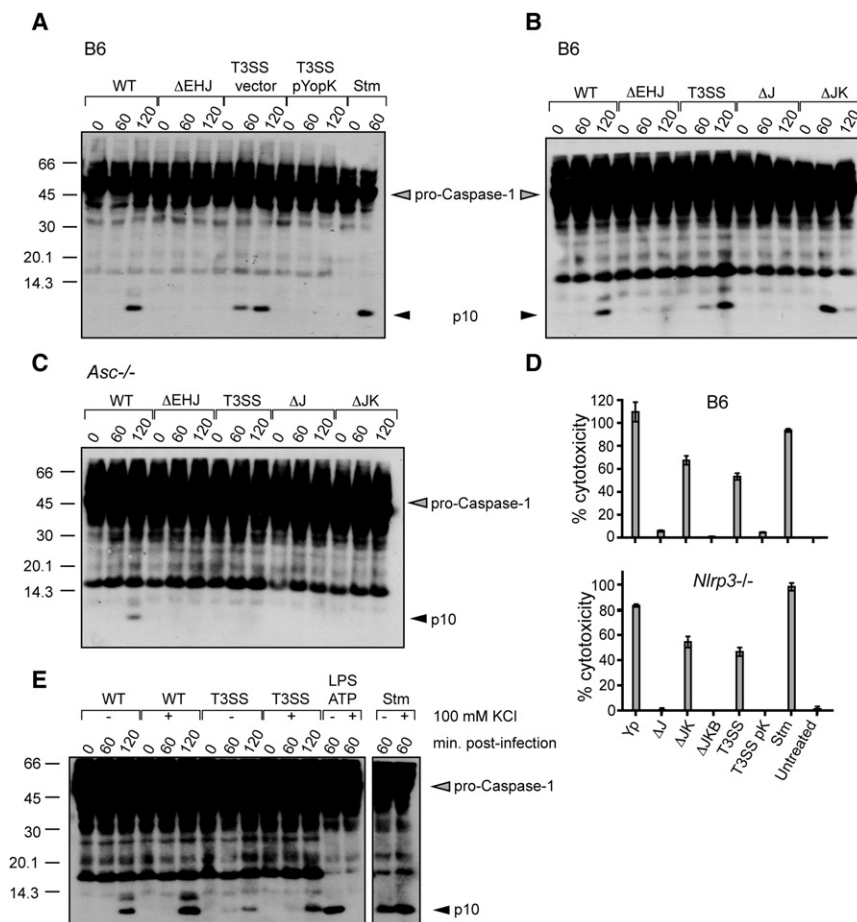 A
B6
WT ΔEHJ T3SS vector T3SS pYopK Stm
0 60 120 0 60 120 0 60 120 0 60 120 0 60
66
45
30
20.1
14.3
pro-Caspase-1
p10
B
B6
WT ΔEHJ T3SS ΔJ ΔJK
0 60 120 0 60 120 0 60 120 0 60 120 0 60 120
C
Asc-/-
WT ΔEHJ T3SS ΔJ ΔJK
0 60 120 0 60 120 0 60 120 0 60 120 0 60 120
66
45
30
20.1
14.3
pro-Caspase-1
p10
D
B6
% cytotoxicity
120
100
80
60
40
20
0
Nlrp3-/-
% cytotoxicity
120
100
80
60
40
20
0
Yp ΔJ ΔJK ΔJKB T3SS T3SS pK Stm Untreated
E
WT WT T3SS T3SS LPS ATP Stm
- + - + - + - + 100 mM KCl
0 60 120 0 60 120 0 60 120 0 60 120 60 60 60 60 min. post-infection
66
45
30
20.1
14.3
pro-Caspase-1
p10